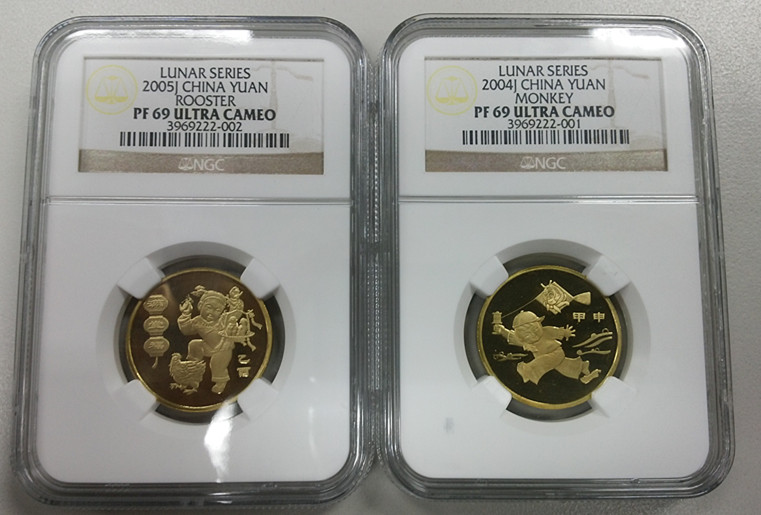 LUNAR SERIES
2005J CHINA YUAN
ROOSTER
PF 69 ULTRA CAMEO
3969222-002
NGC
乙酉
LUNAR SERIES
2004J CHINA YUAN
MONKEY
PF 69 ULTRA CAMEO
3969222-001
NGC
甲申